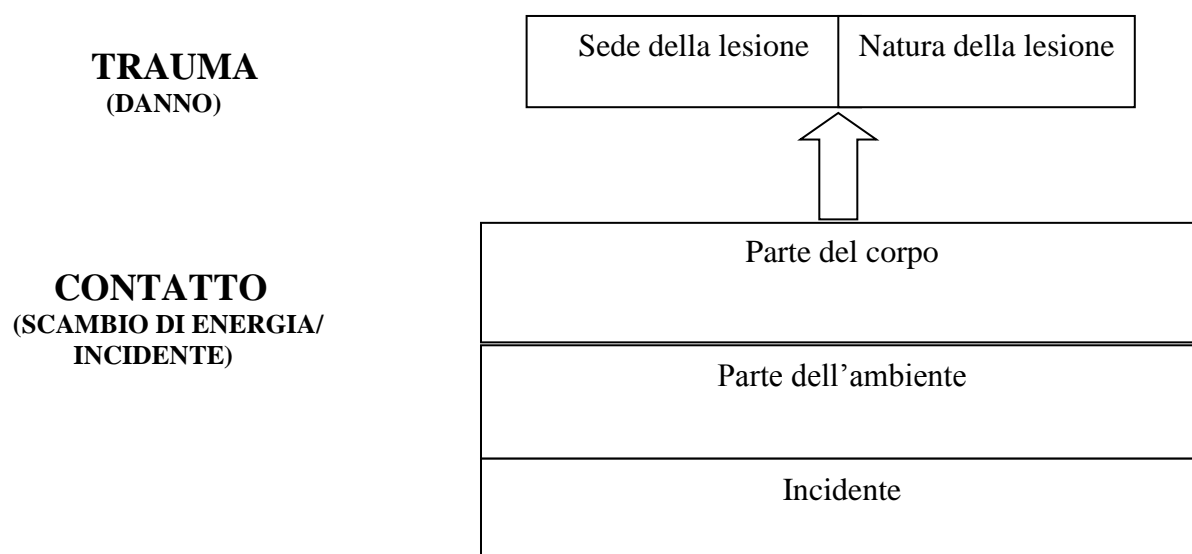 TRAUMA
(DANNO)
Sede della lesione
Natura della lesione
CONTATTO
(SCAMBIO DI ENERGIA/
INCIDENTE)
Parte del corpo
Parte dell’ambiente
Incidente